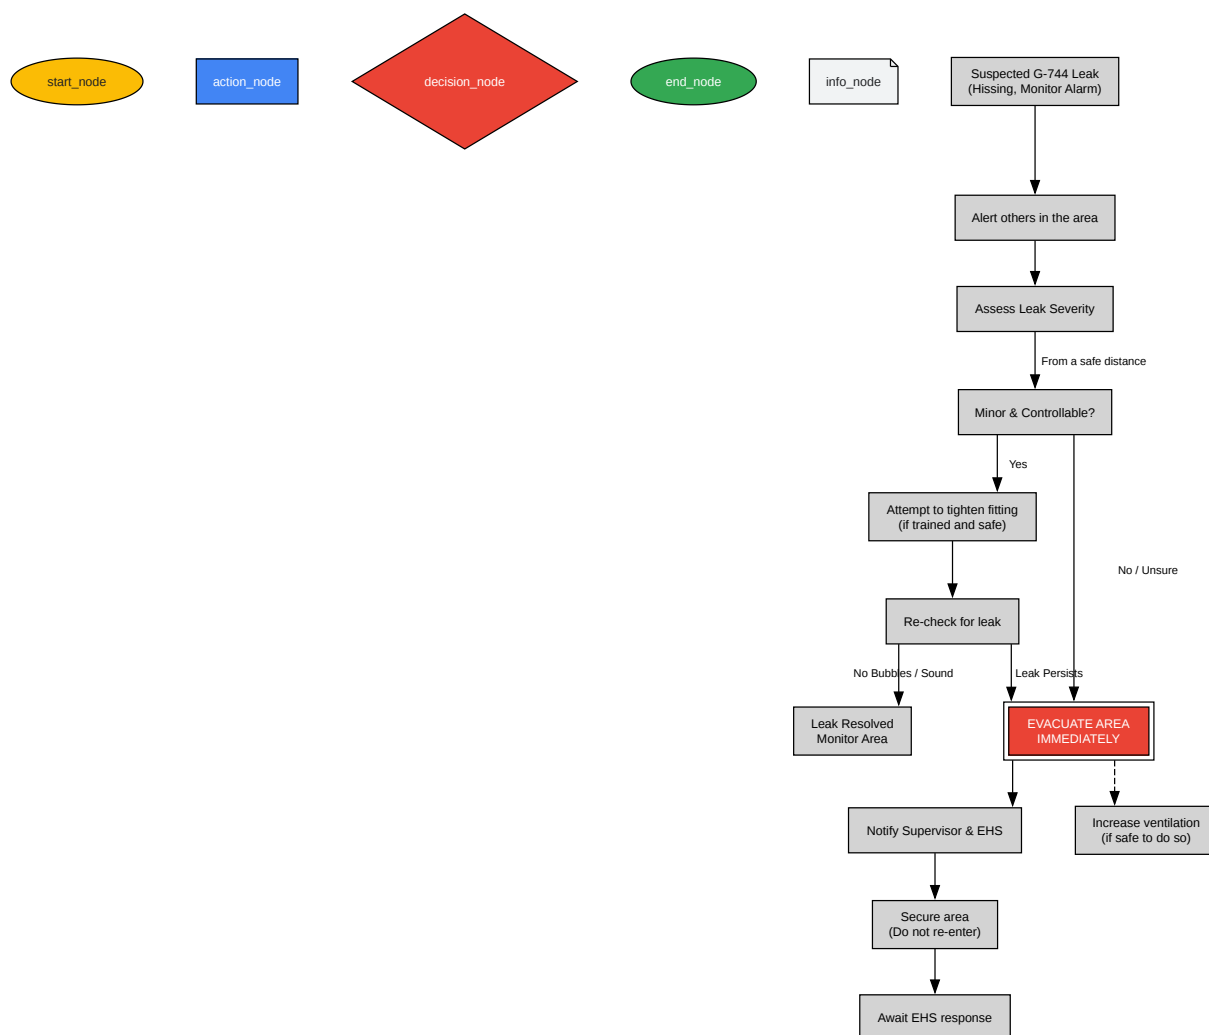 start_node
action_node
decision_node
end_node
info_node
Suspected G-744 Leak
(Hissing, Monitor Alarm)
Alert others in the area
Assess Leak Severity
From a safe distance
Minor & Controllable?
Yes
Attempt to tighten fitting
(if trained and safe)
No / Unsure
Re-check for leak
No Bubbles / Sound
Leak Persists
Leak Resolved
Monitor Area
EVACUATE AREA
IMMEDIATELY
Notify Supervisor & EHS
Increase ventilation
(if safe to do so)
Secure area
(Do not re-enter)
Await EHS response